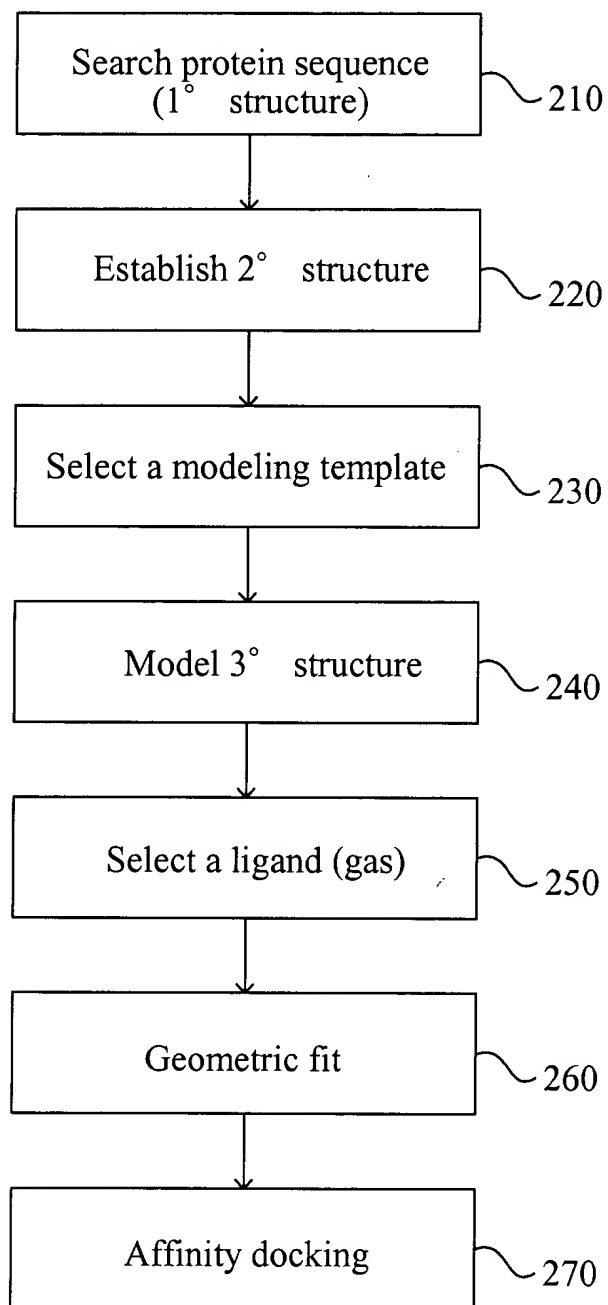 Search protein sequence
(1° structure)
210
Establish 2° structure
220
Select a modeling template
230
Model 3° structure
240
Select a ligand (gas)
250
Geometric fit
260
Affinity docking
270